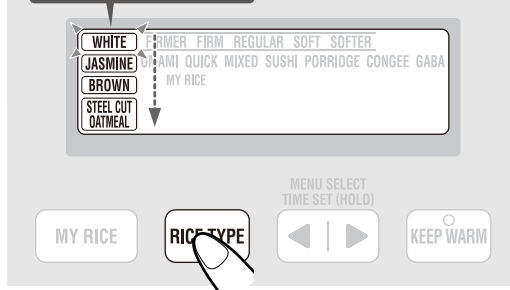 WHITE FIRMER FIRM REGULAR SOFT SOFTER
JASMINE UMAMI QUICK MIXED SUSHI PORRIDGE CONGEE GABA
BROWN MY RICE
STEEL CUT
OATMEAL
MENU SELECT
TIME SET (HOLD)
MY RICE RICE TYPE KEEP WARM